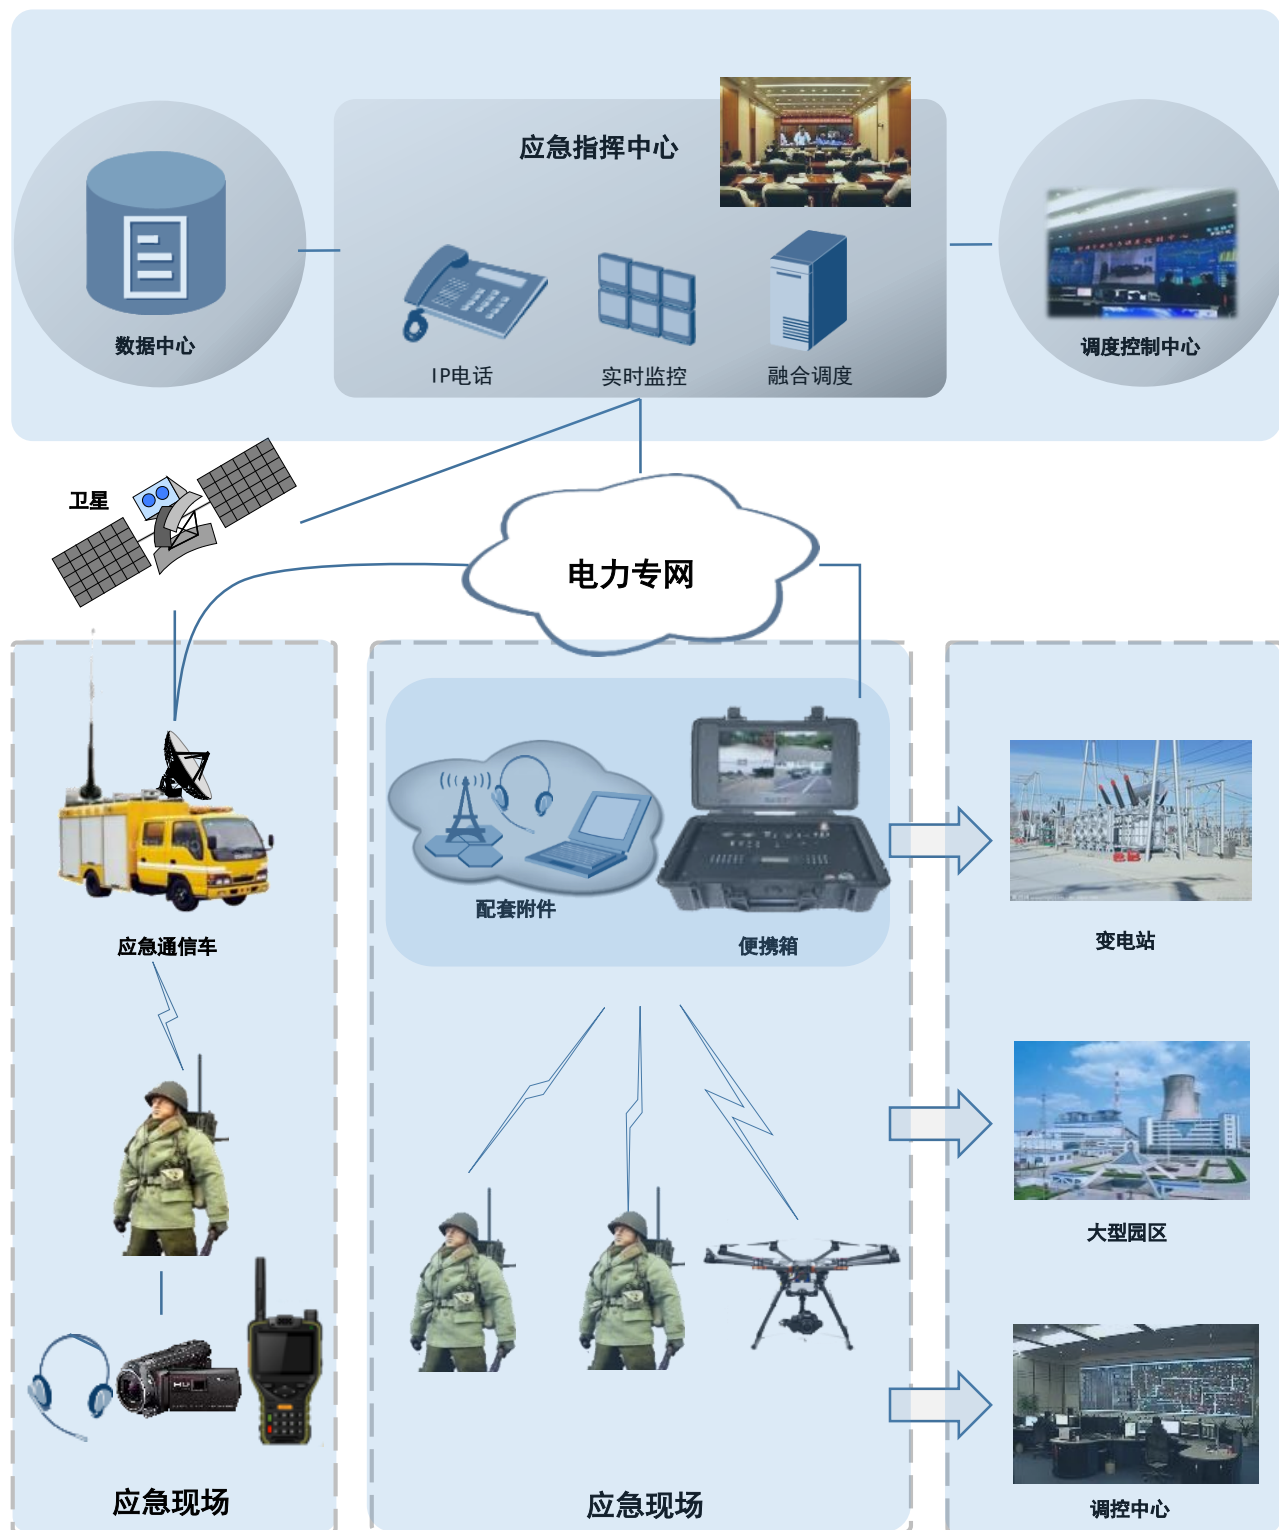 应急指挥中心
数据中心
IP电话
实时监控
融合调度
调度控制中心
卫星
电力专网
应急通信车
配套附件
便携箱
变电站
大型园区
应急现场
应急现场
调控中心